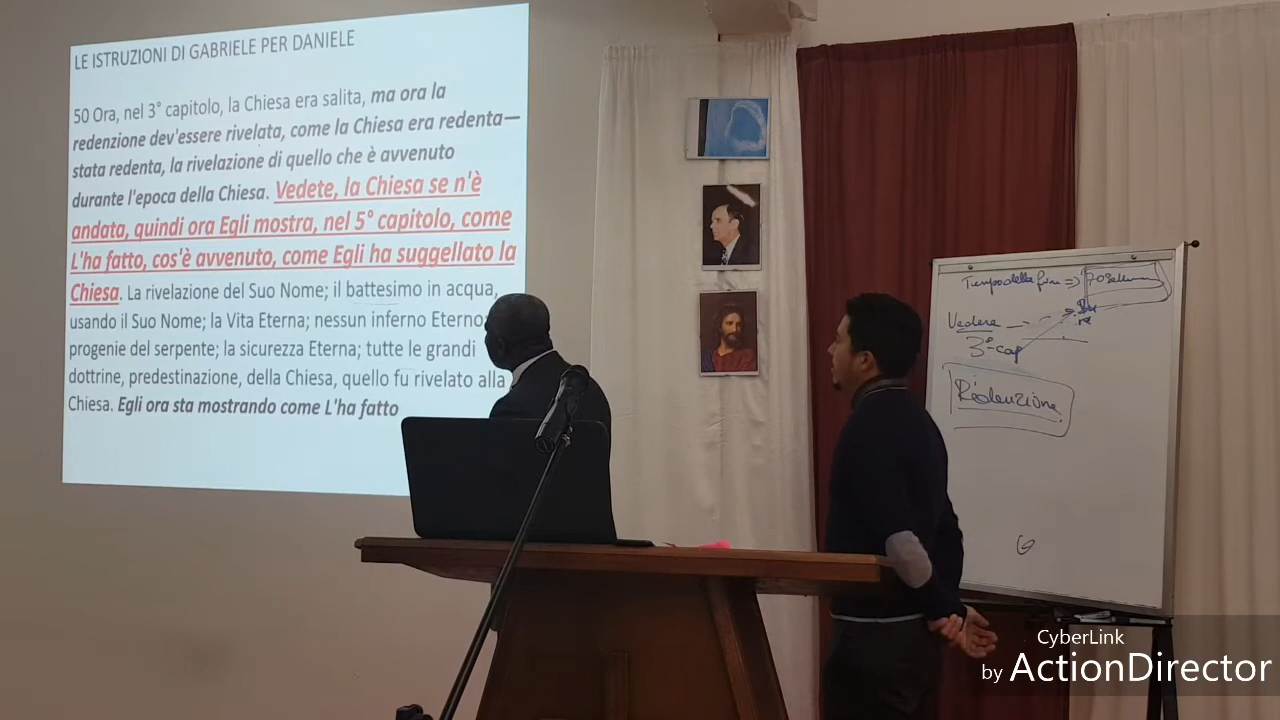 LE ISTRUZIONI DI GABRIELE PER DANIELE
50 Ora, nel 3° capitolo, la Chiesa era salita, ma ora la
redenzione dev'essere rivelata, come la Chiesa era redenta—
stata redenta, la rivelazione di quello che è avvenuto
durante l'epoca della Chiesa. Vedete, la Chiesa se n'è
andata, quindi ora Egli mostra, nel 5° capitolo, come
L'ha fatto, cos'è avvenuto, come Egli ha suggellato la
Chiesa. La rivelazione del Suo Nome; il battesimo in acqua,
usando il Suo Nome; la Vita Eterna; nessun inferno Eterno;
progenie del serpente; la sicurezza Eterna; tutte le grandi
dottrine, predestinazione, della Chiesa, quello fu rivelato alla
Chiesa. Egli ora sta mostrando come L'ha fatto
Tempo della fine =>
Vedere
3°-cap
Redenzione
CyberLink
by ActionDirector